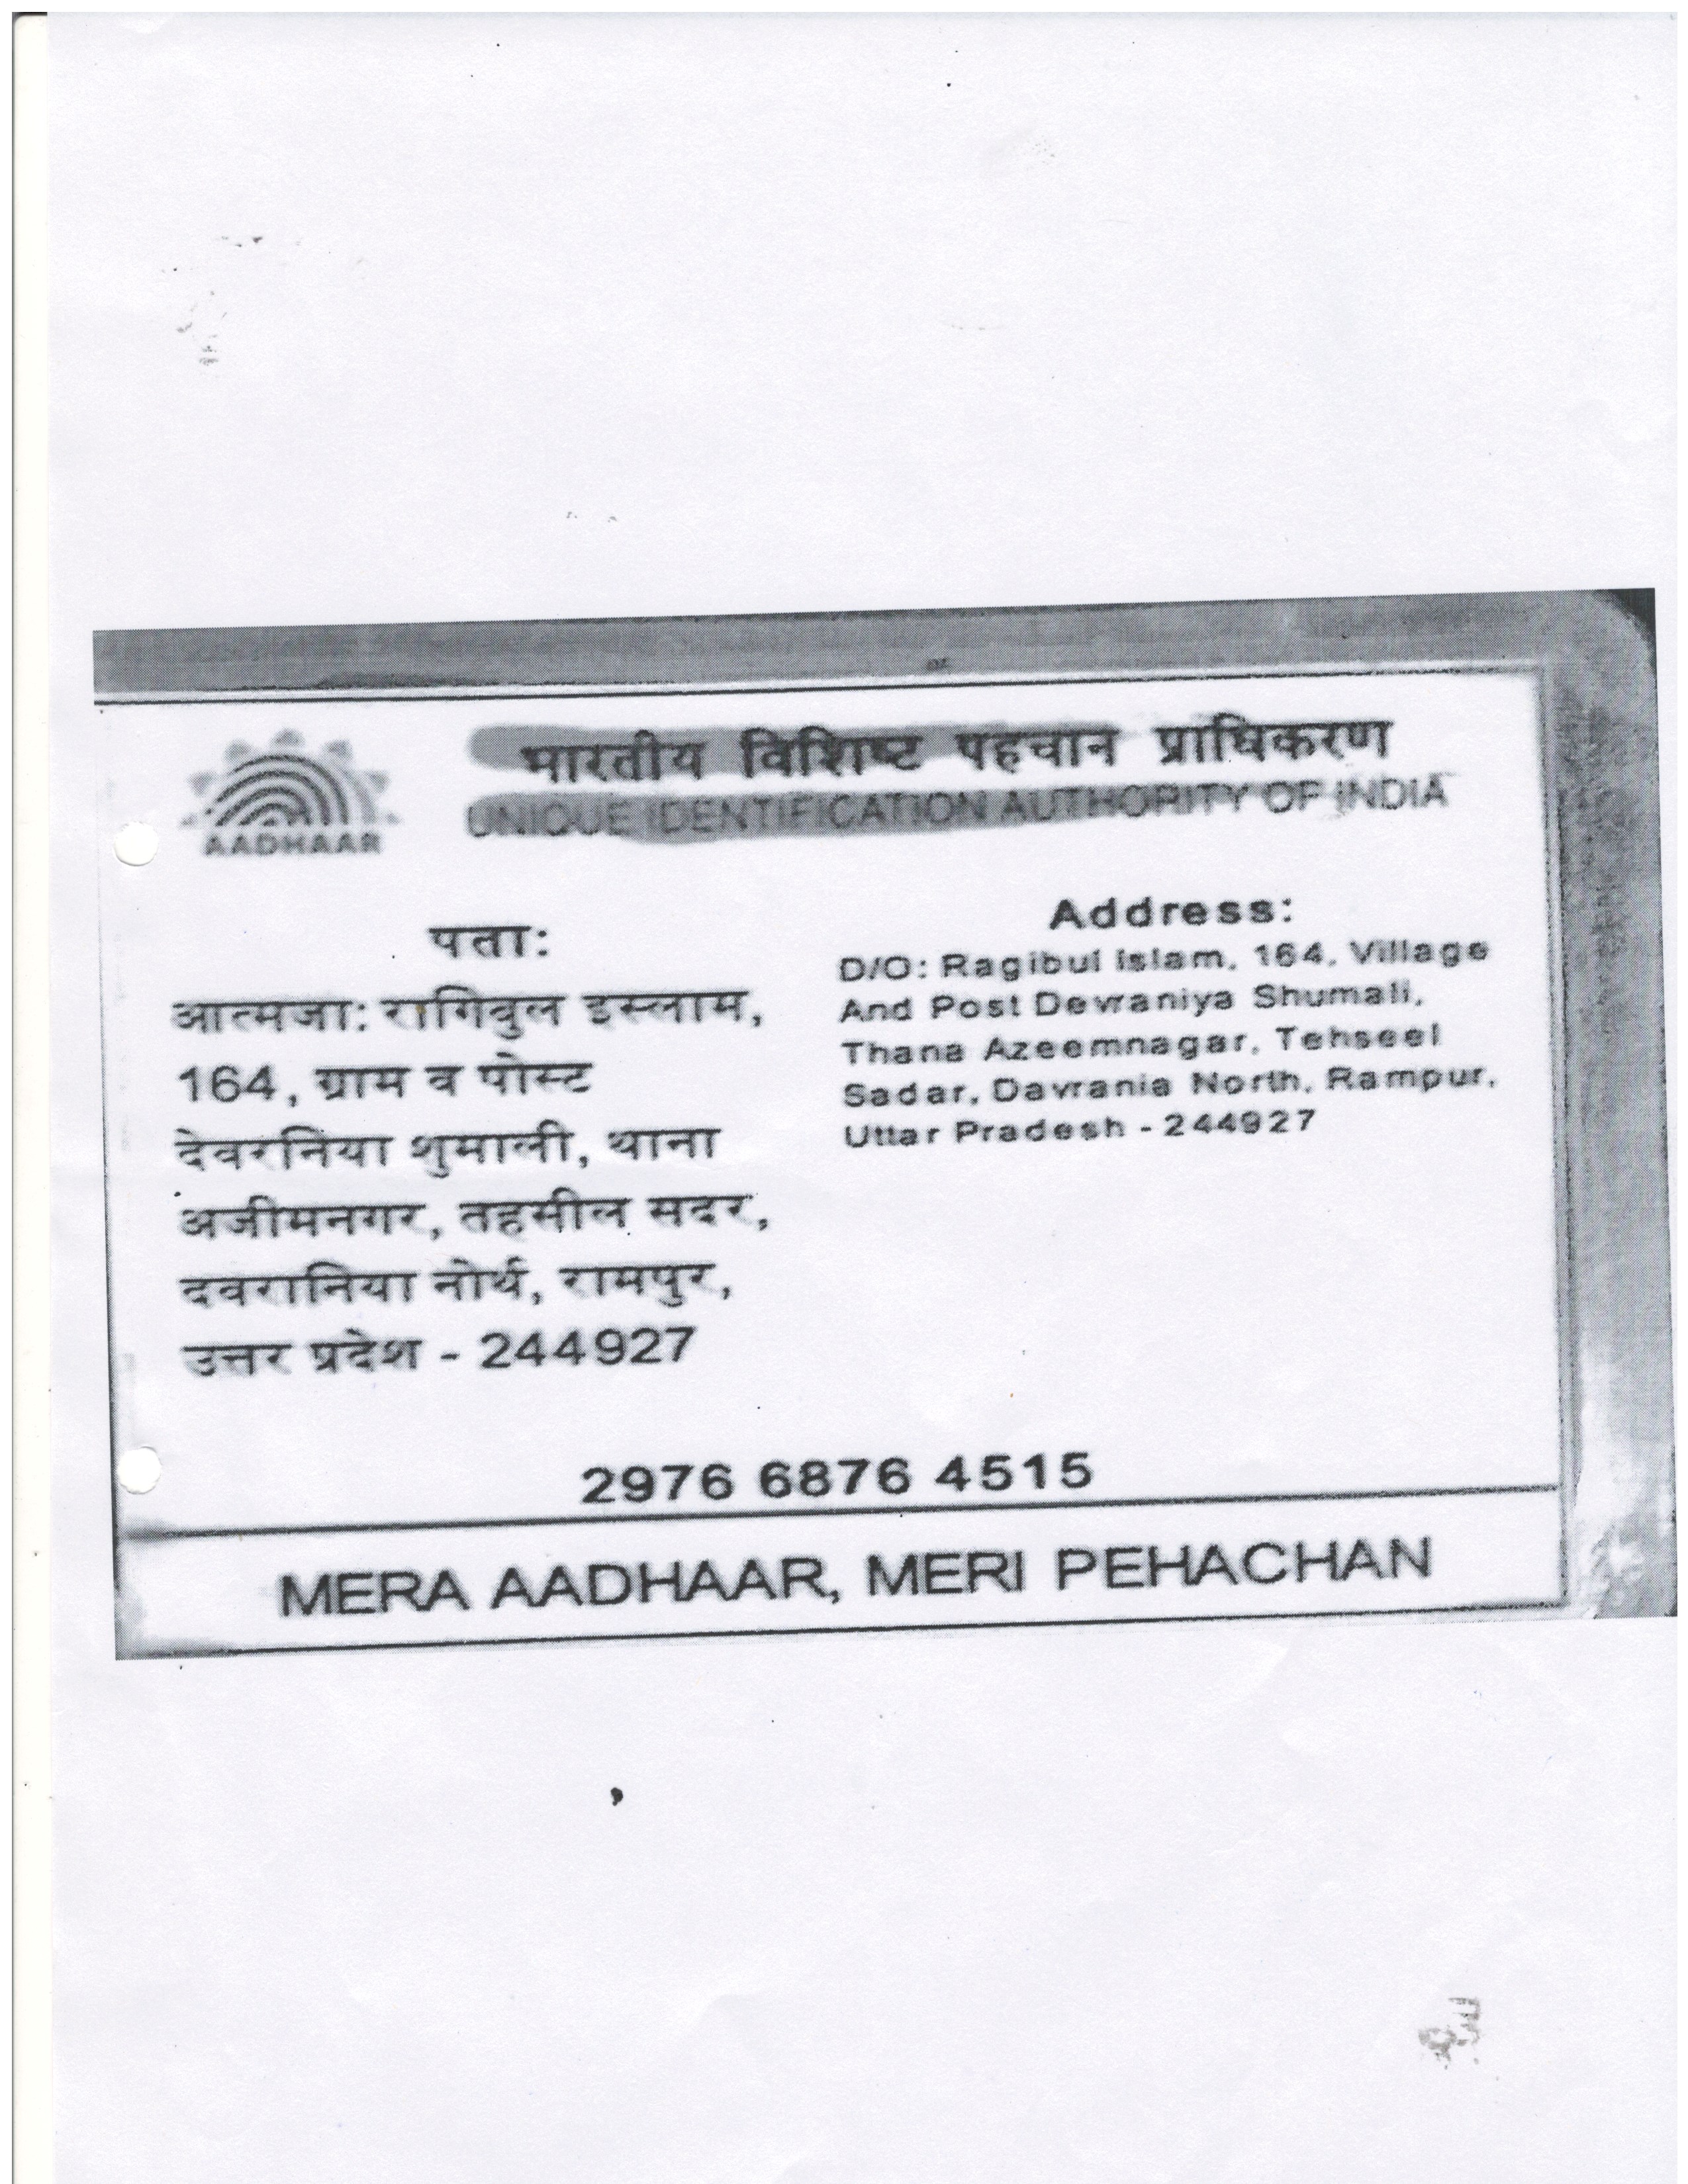 भारतीय विशिष्ट पहचान प्राधिकरण
UNIQUE IDENTIFICATION AUTHORITY OF INDIA
AADHAAR
पता:
आत्मजा: रागिबुल इस्लाम,
164, ग्राम व पोस्ट
देवरनिया शुमाली, थाना
अजीमनगर, तहसील सदर,
दवरानिया नोर्थ, रामपुर,
उत्तर प्रदेश - 244927
Address:
D/O: Ragibul Islam, 164, Village
And Post Devraniya Shumali,
Thana Azeemnagar, Tehseel
Sadar, Davrania North, Rampur,
Uttar Pradesh - 244927
2976 6876 4515
MERA AADHAAR, MERI PEHACHAN